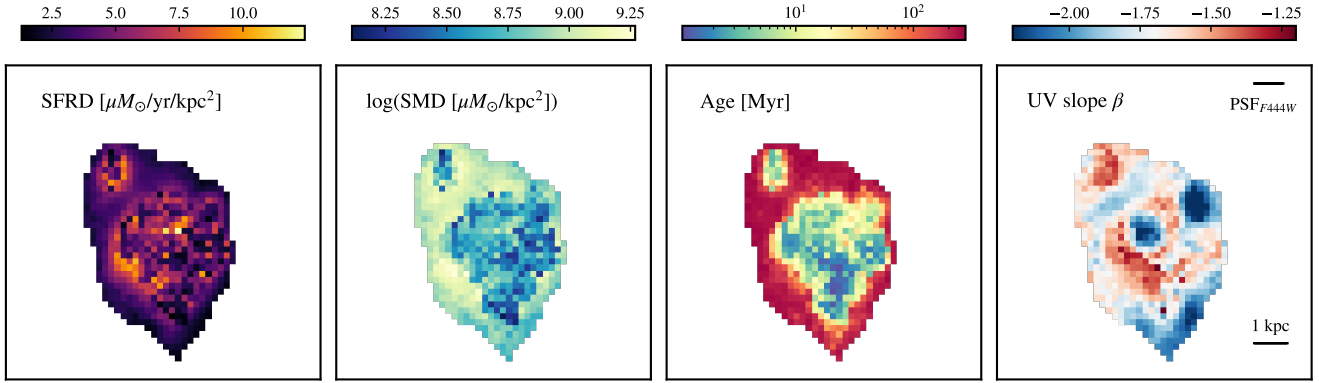 2.5 5.0 7.5 10.0
8.25 8.50 8.75 9.00 9.25
10¹ 10²
−2.00 −1.75 −1.50 −1.25
SFRD [μM⊙/yr/kpc²]
log(SMD [μM⊙/kpc²])
Age [Myr]
UV slope β
PSF_F444W
1 kpc